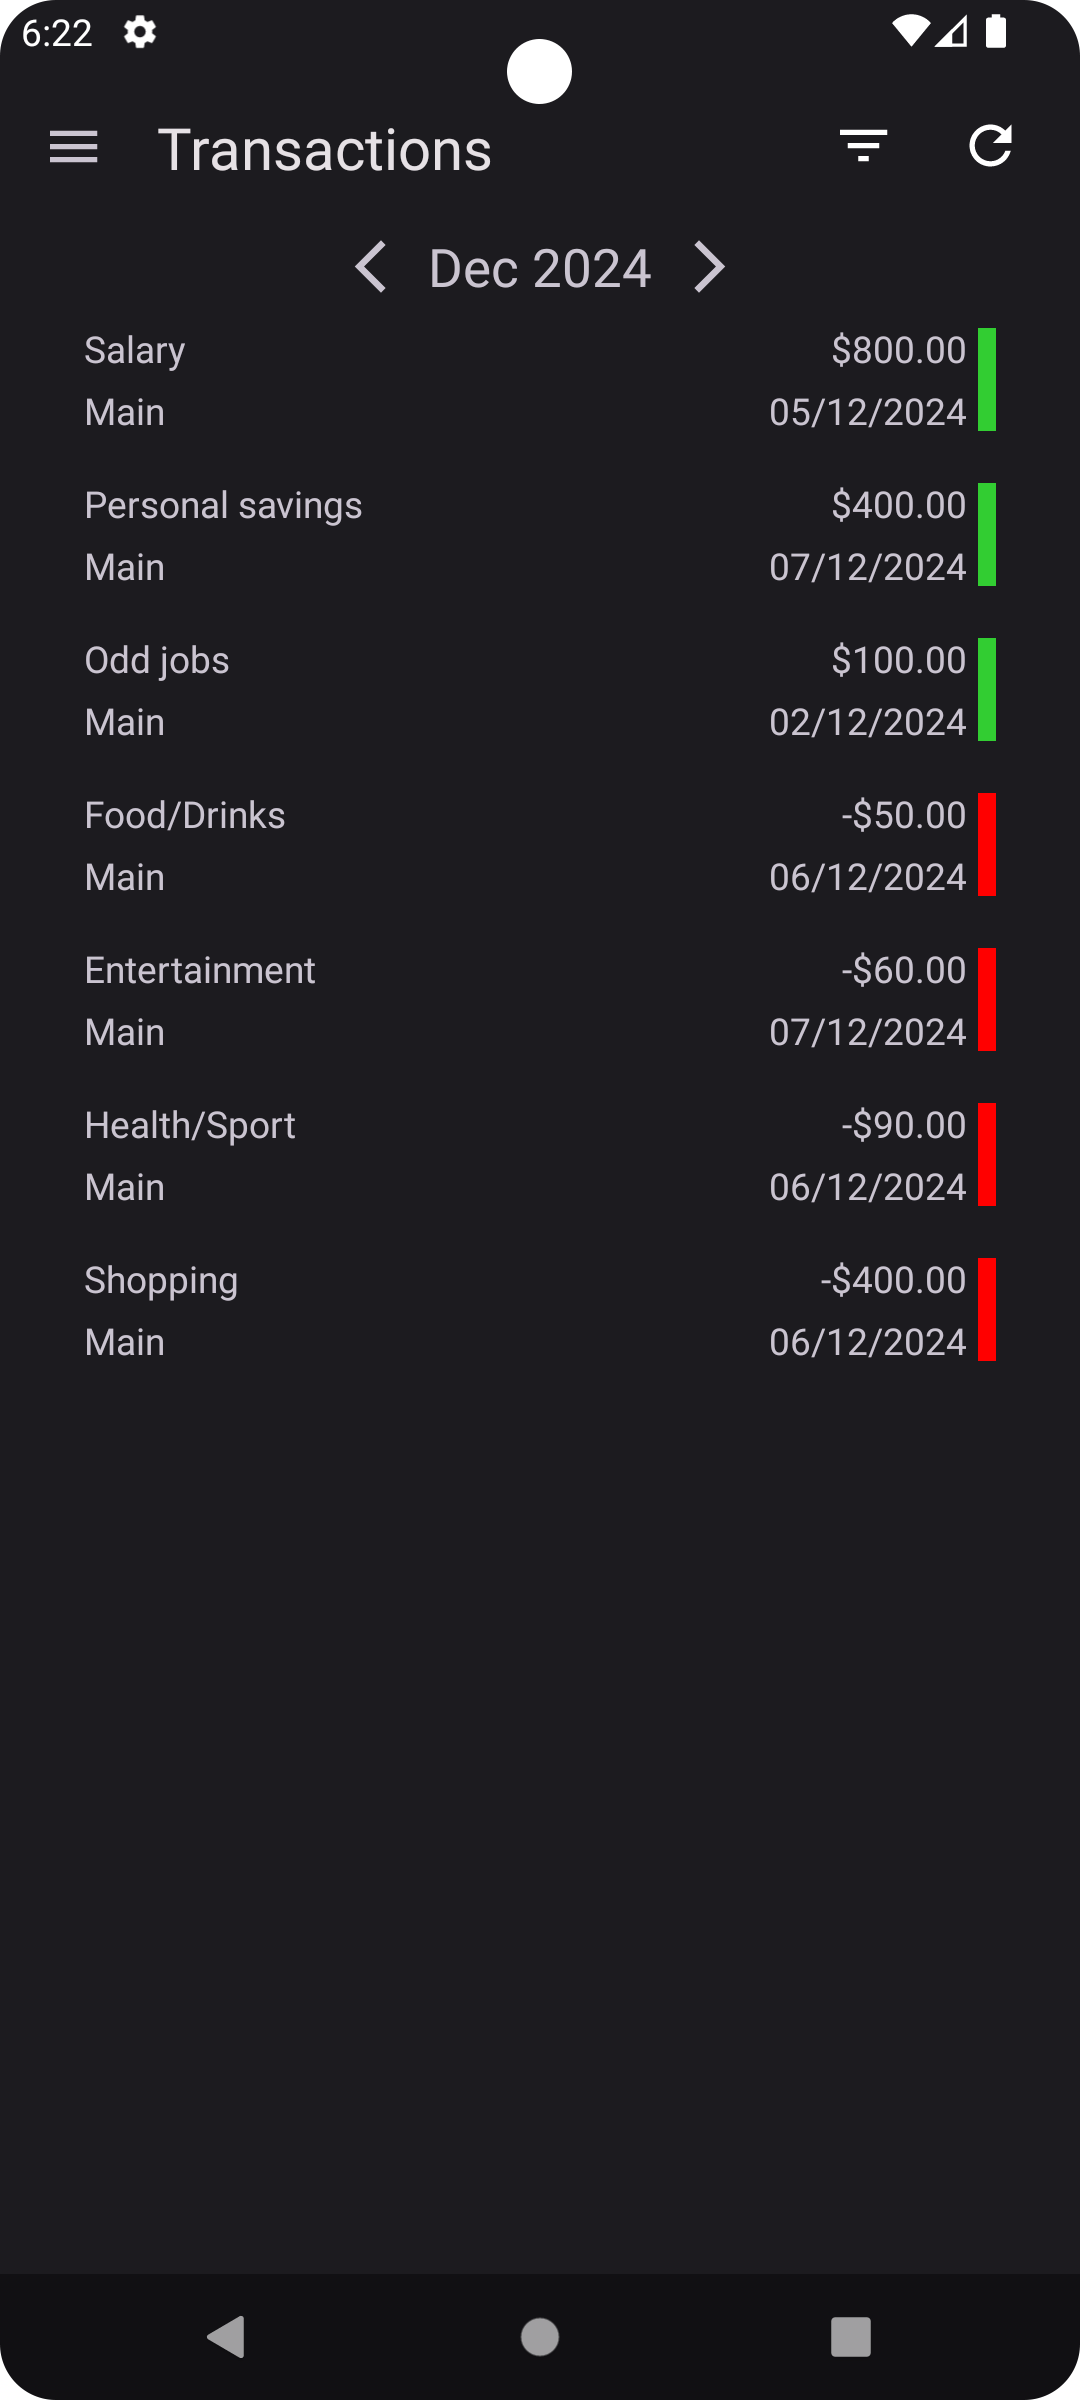 6:22
Transactions
Dec 2024
Salary $800.00
Main 05/12/2024
Personal savings $400.00
Main 07/12/2024
Odd jobs $100.00
Main 02/12/2024
Food/Drinks -$50.00
Main 06/12/2024
Entertainment -$60.00
Main 07/12/2024
Health/Sport -$90.00
Main 06/12/2024
Shopping -$400.00
Main 06/12/2024